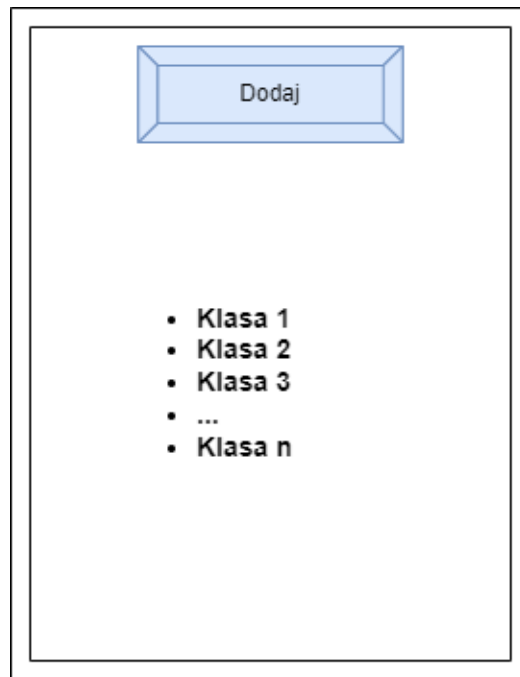 Dodaj
• Klasa 1
• Klasa 2
• Klasa 3
• ...
• Klasa n